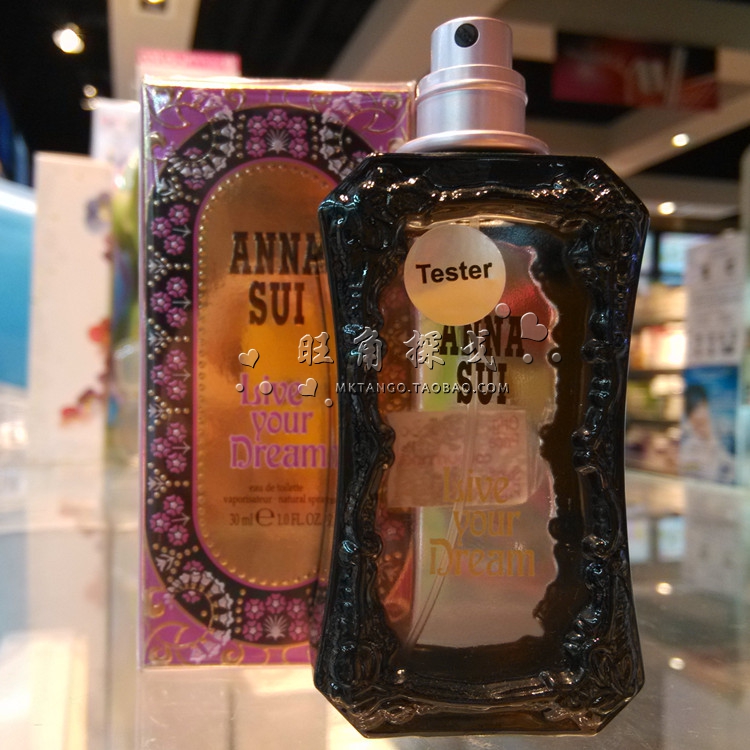 ANNA
SUI
Live
your
Dream
eau de toilette
vaporisateur · natural spray
30 ml e 1.0 FL.OZ.
Tester
ANNA
SUI
Live
your
Dream
旺角探戈
MKTANGO.TAOBAO.COM